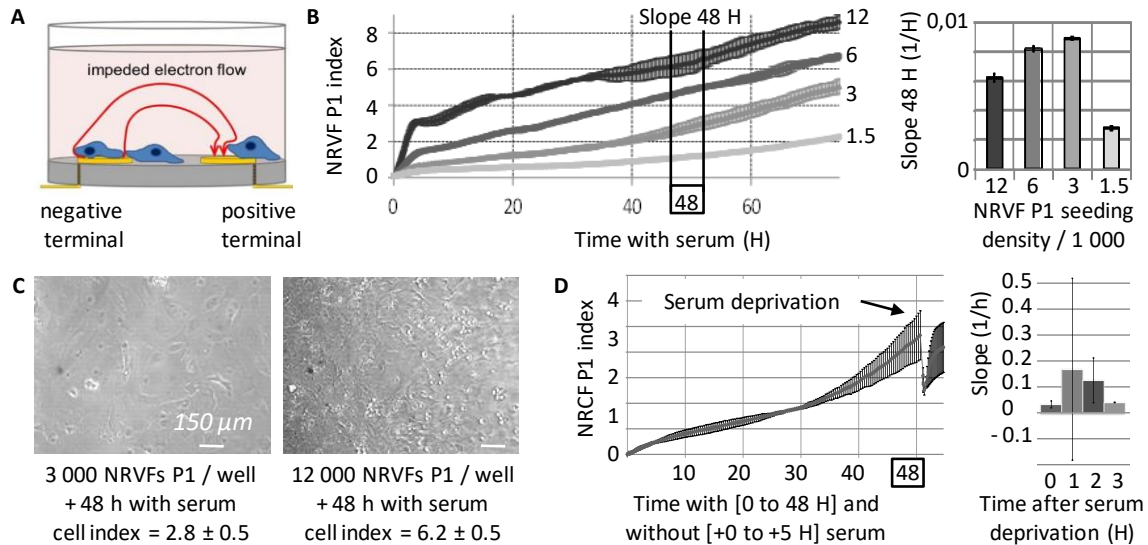 A
impeded electron flow
negative
terminal
positive
terminal
B
NRVF P1 index
8
6
4
2
0
0
20
40
48
60
Slope 48 H
12
6
3
1.5
Time with serum (H)
Slope 48 H (1/H)
0,01
0
12 6 3 1.5
NRVF P1 seeding
density / 1 000
C
150 µm
3 000 NRVFs P1 / well
+ 48 h with serum
cell index = 2.8 ± 0.5
12 000 NRVFs P1 / well
+ 48 h with serum
cell index = 6.2 ± 0.5
D
NRCF P1 index
4
3
2
1
0
Serum deprivation
10 20 30 40 48
Time with [0 to 48 H] and
without [+0 to +5 H] serum
Slope (1/h)
0.5
0.4
0.3
0.2
0.1
0
- 0.1
0 1 2 3
Time after serum
deprivation (H)